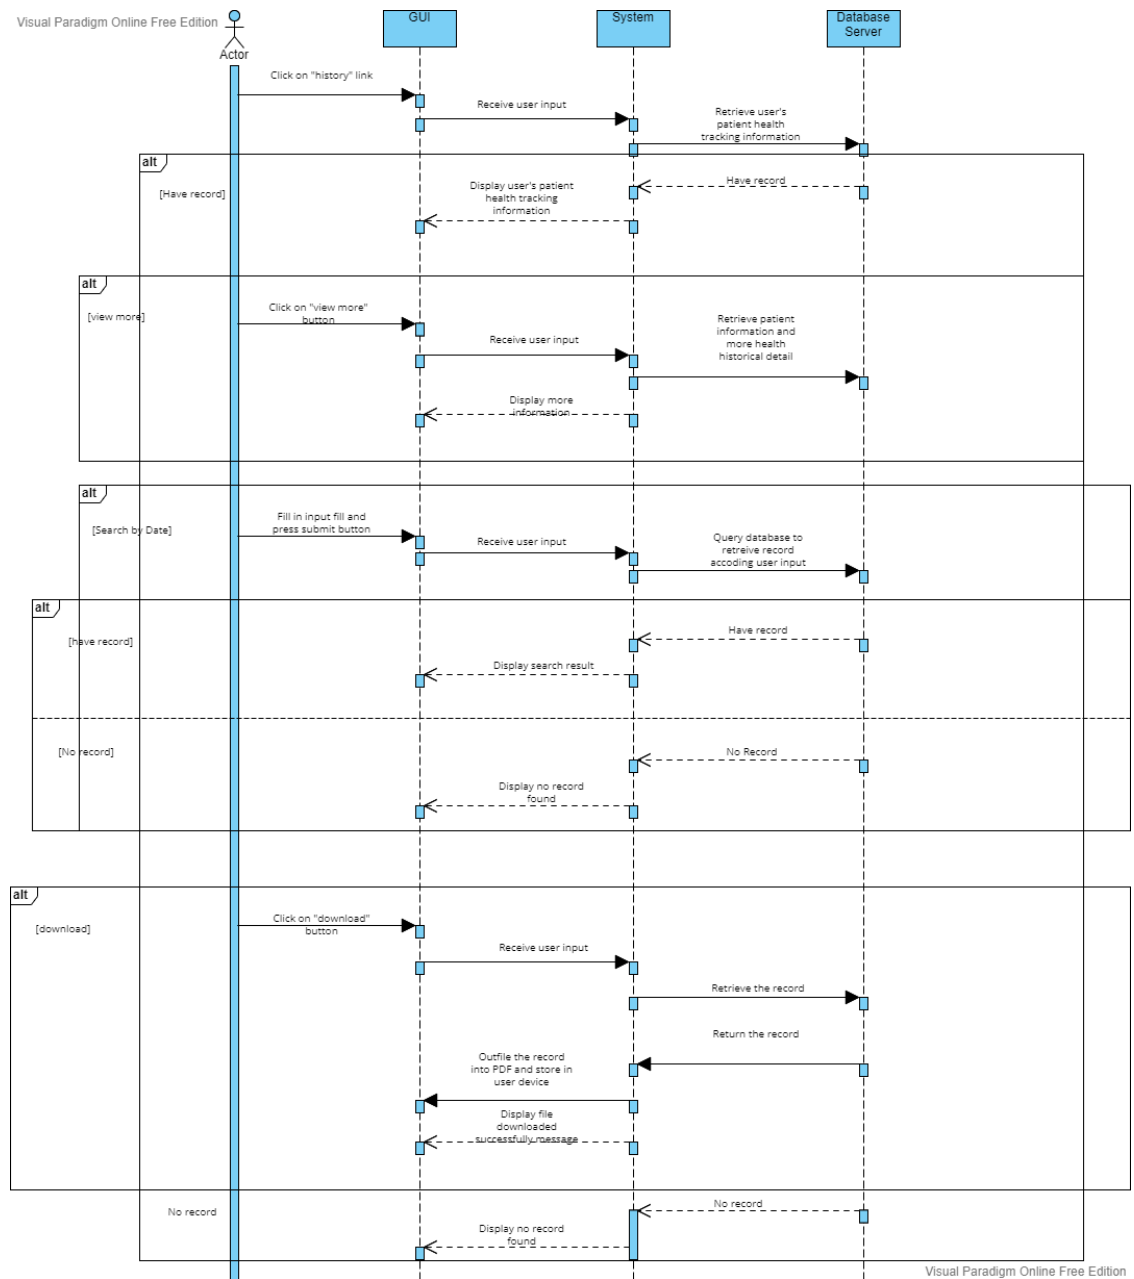 Visual Paradigm Online Free Edition
Actor
GUI
System
Database
Server
Click on "history" link
Receive user input
Retrieve user's
patient health
tracking information
alt
[Have record]
Have record
Display user's patient
health tracking
information
alt
[view more]
Click on "view more"
button
Receive user input
Retrieve patient
information and
more health
historical detail
Display more
information
alt
[Search by Date]
Fill in input fill and
press submit button
Receive user input
Query database to
retreive record
accoding user input
alt
[have record]
Have record
Display search result
[No record]
No Record
Display no record
found
alt
[download]
Click on "download"
button
Receive user input
Retrieve the record
Return the record
Outfile the record
into PDF and store in
user device
Display file
downloaded
successfully message
No record
No record
Display no record
found
Visual Paradigm Online Free Edition